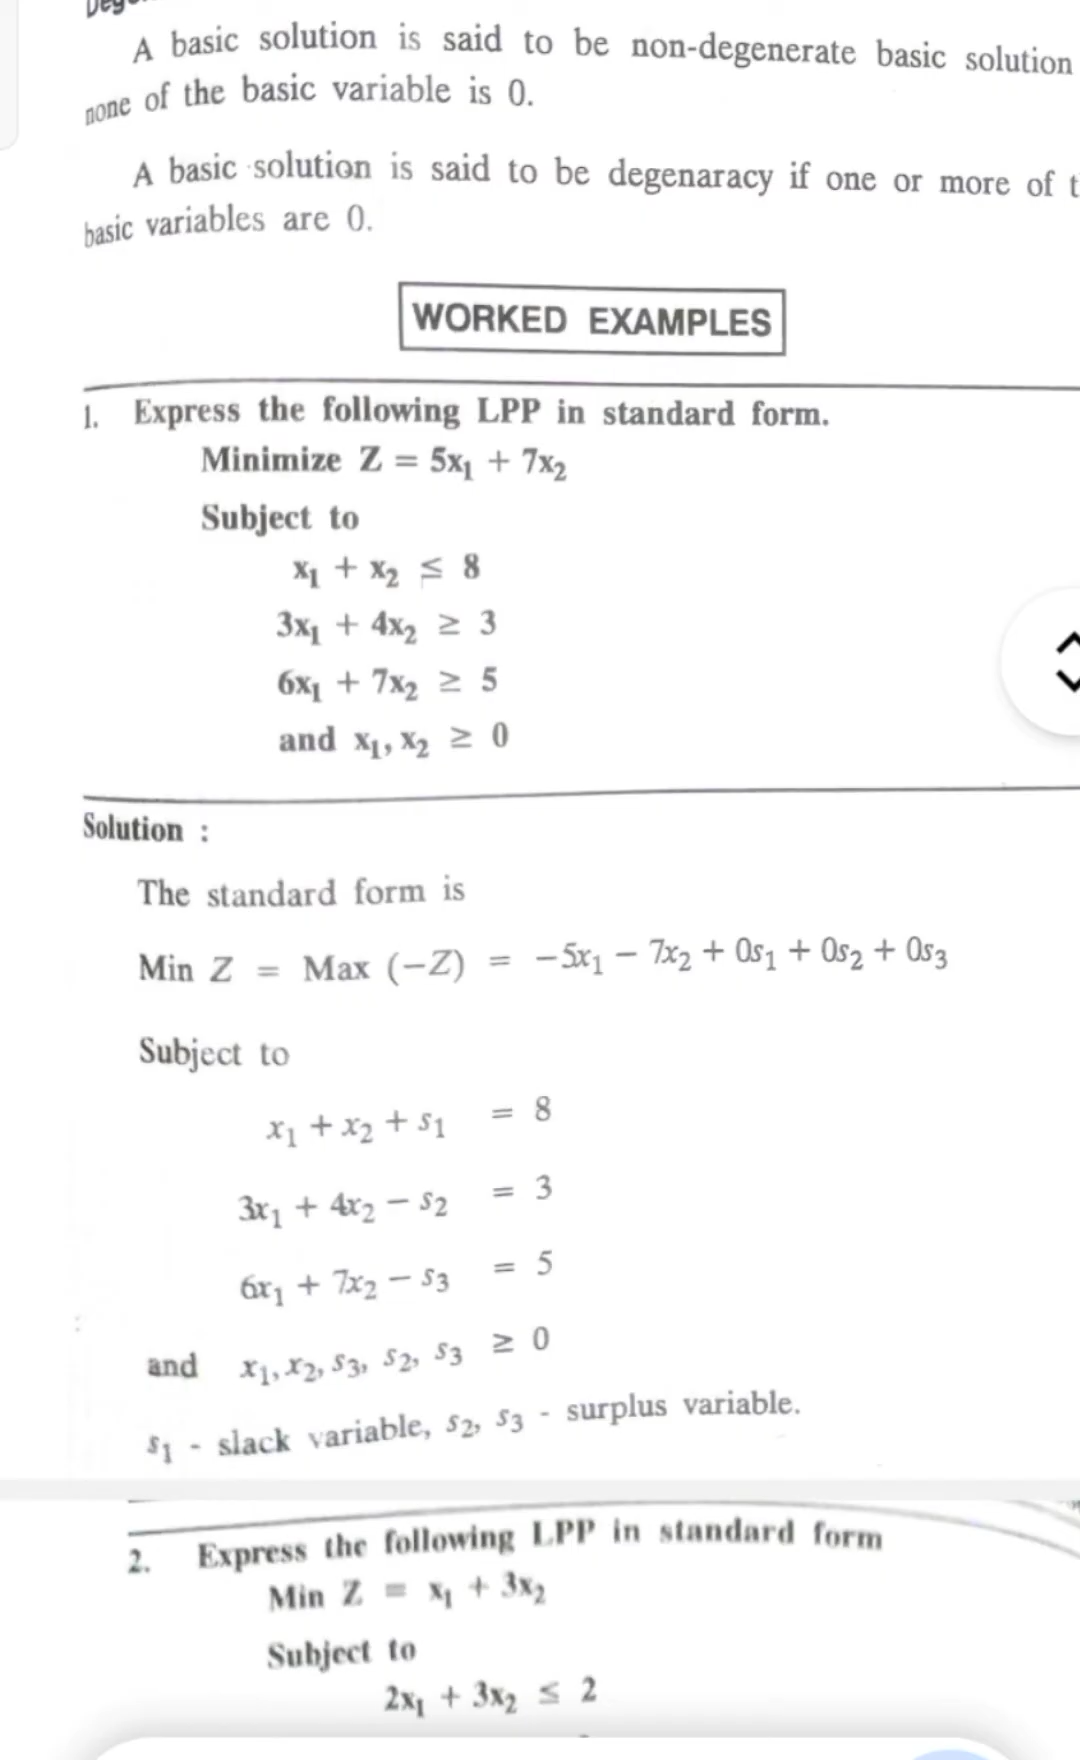 A basic solution is said to be non-degenerate basic solution
none of the basic variable is 0.
A basic solution is said to be degenaracy if one or more of t
basic variables are 0.
WORKED EXAMPLES
1. Express the following LPP in standard form.
Minimize Z = 5x₁ + 7x₂
Subject to
x₁ + x₂ ≤ 8
3x₁ + 4x₂ ≥ 3
6x₁ + 7x₂ ≥ 5
and x₁, x₂ ≥ 0
Solution :
The standard form is
Min Z = Max (−Z) = −5x₁ − 7x₂ + 0s₁ + 0s₂ + 0s₃
Subject to
x₁ + x₂ + s₁ = 8
3x₁ + 4x₂ − s₂ = 3
6x₁ + 7x₂ − s₃ = 5
and x₁, x₂, s₃, s₂, s₃ ≥ 0
s₁ - slack variable, s₂, s₃ - surplus variable.
2. Express the following LPP in standard form
Min Z = x₁ + 3x₂
Subject to
2x₁ + 3x₂ ≤ 2